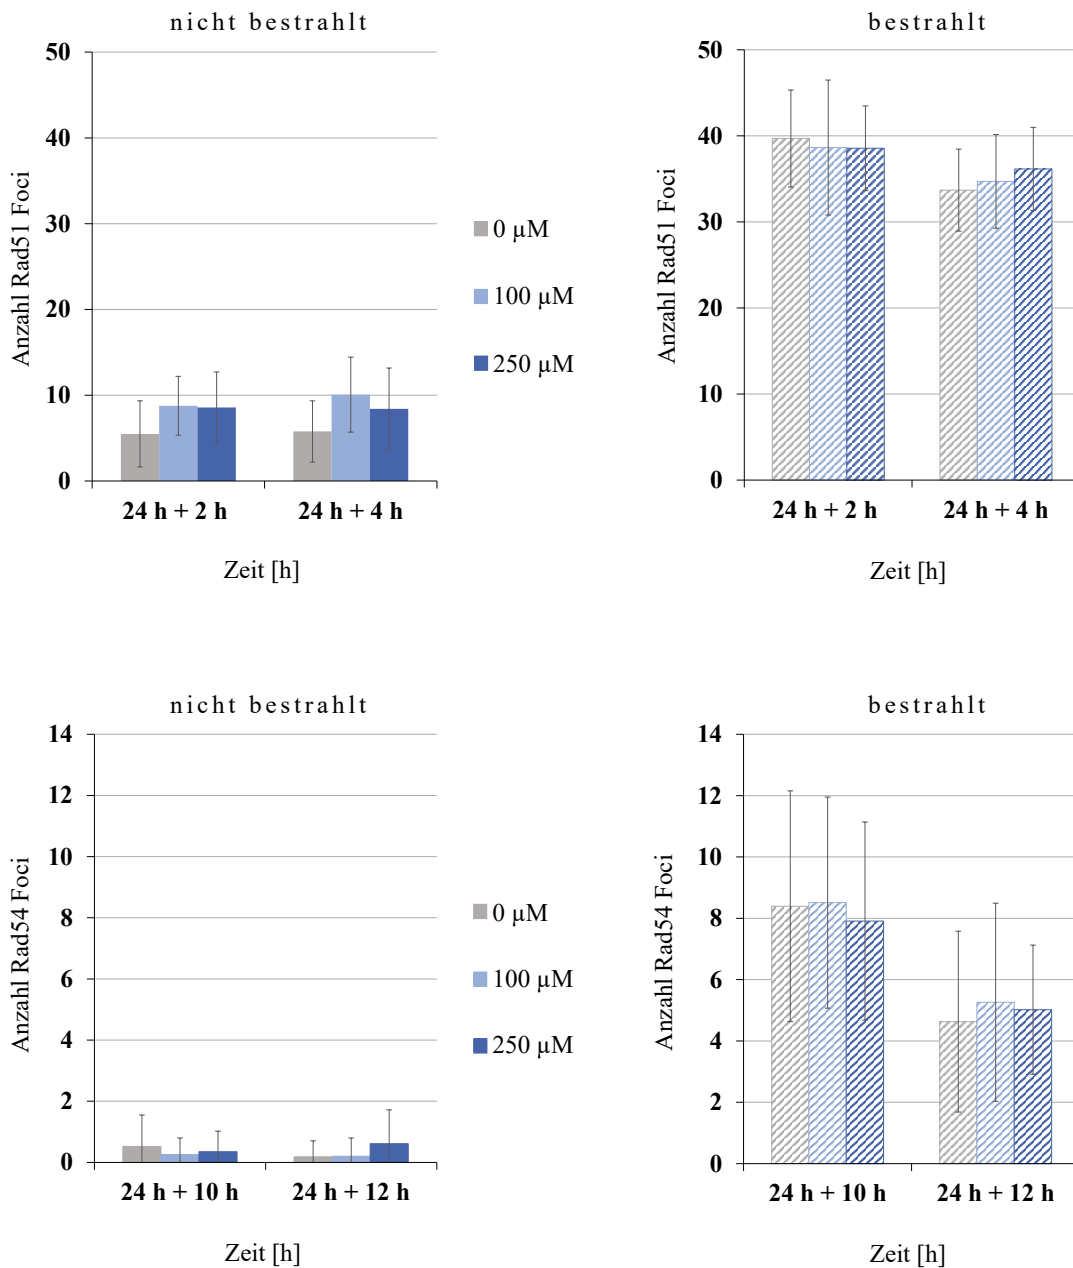 nicht bestrahlt
50
40
30
20
10
0
Anzahl Rad51 Foci
24 h + 2 h
24 h + 4 h
Zeit [h]
0 µM
100 µM
250 µM
bestrahlt
50
40
30
20
10
0
Anzahl Rad51 Foci
24 h + 2 h
24 h + 4 h
Zeit [h]
nicht bestrahlt
14
12
10
8
6
4
2
0
Anzahl Rad54 Foci
24 h + 10 h
24 h + 12 h
Zeit [h]
0 µM
100 µM
250 µM
bestrahlt
14
12
10
8
6
4
2
0
Anzahl Rad54 Foci
24 h + 10 h
24 h + 12 h
Zeit [h]